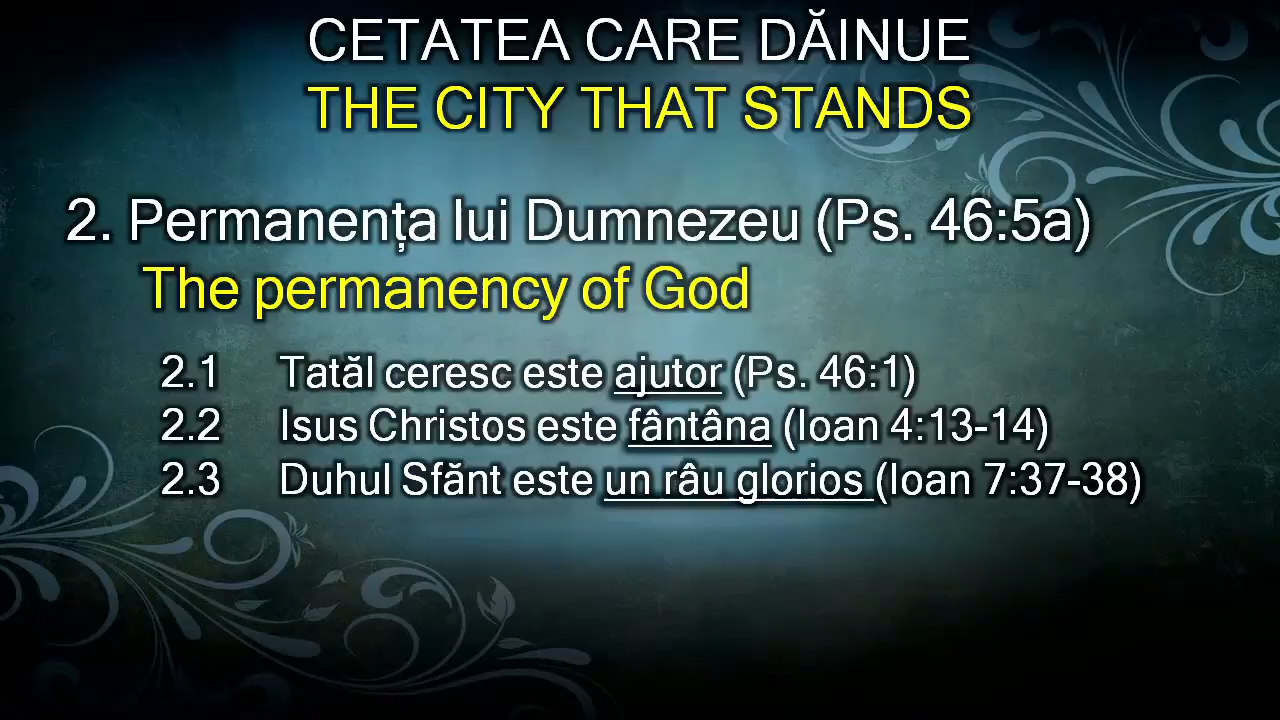 CETATEA CARE DĂINUE
THE CITY THAT STANDS
2. Permanența lui Dumnezeu (Ps. 46:5a)
The permanency of God
2.1 Tatăl ceresc este ajutor (Ps. 46:1)
2.2 Isus Christos este fântâna (Ioan 4:13-14)
2.3 Duhul Sfănt este un râu glorios (Ioan 7:37-38)